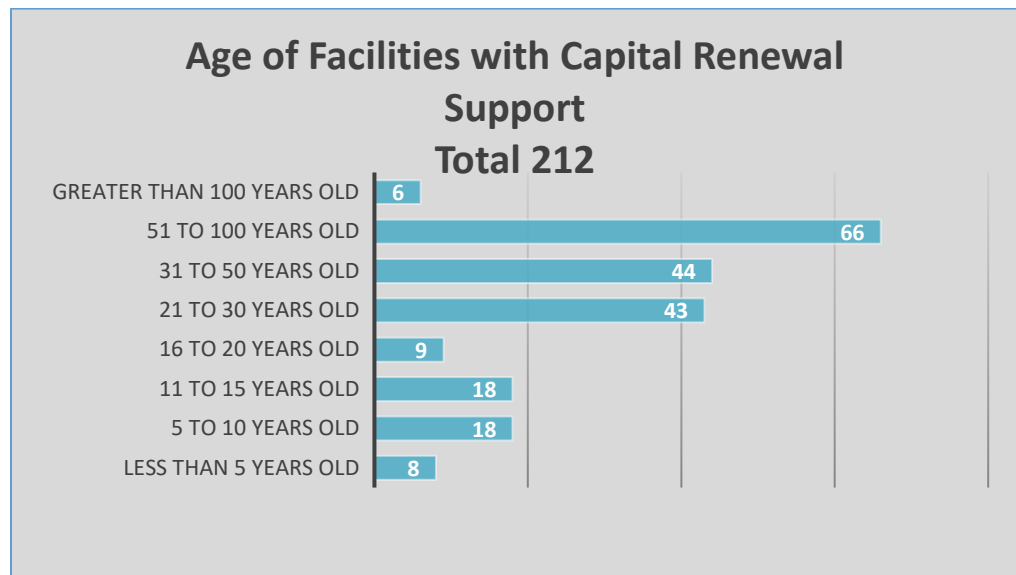 Age of Facilities with Capital Renewal
Support
Total 212
GREATER THAN 100 YEARS OLD 6
51 TO 100 YEARS OLD 66
31 TO 50 YEARS OLD 44
21 TO 30 YEARS OLD 43
16 TO 20 YEARS OLD 9
11 TO 15 YEARS OLD 18
5 TO 10 YEARS OLD 18
LESS THAN 5 YEARS OLD 8